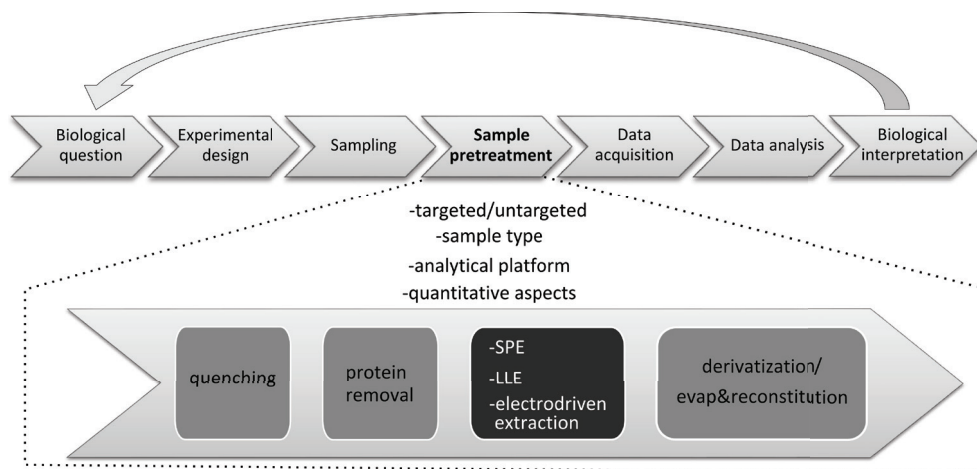 Biological
question
Experimental
design
Sampling
Sample
pretreatment
Data
acquisition
Data analysis
Biological
interpretation
-targeted/untargeted
-sample type
-analytical platform
-quantitative aspects
quenching
protein
removal
-SPE
-LLE
-electrodriven
extraction
derivatization/
evap&reconstitution